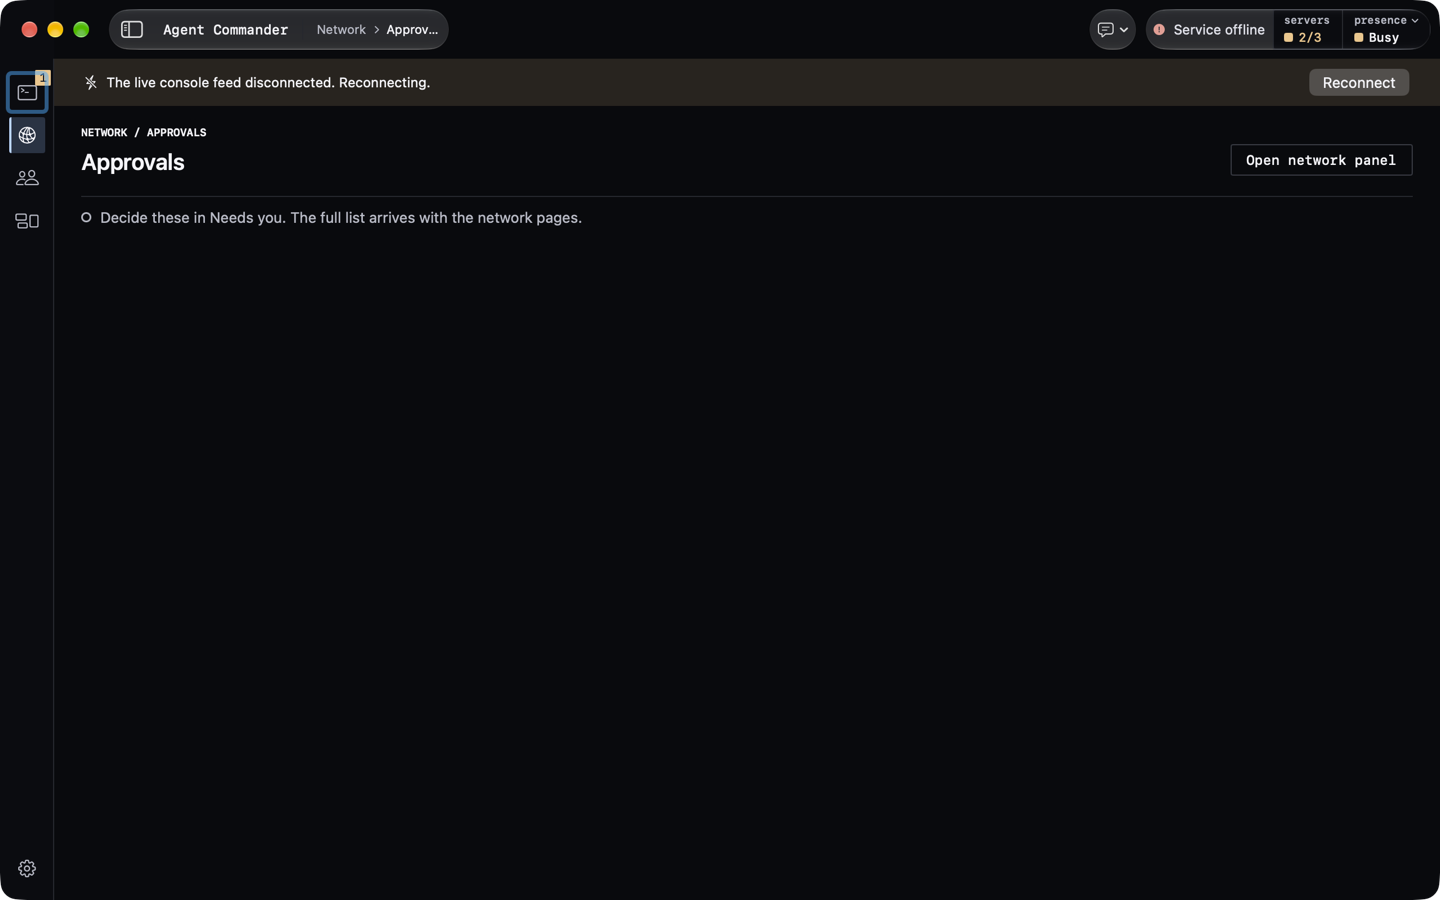 Agent Commander
Network > Approv...
Service offline
servers
2/3
presence
Busy
1
The live console feed disconnected. Reconnecting.
Reconnect
NETWORK / APPROVALS
Approvals
Open network panel
Decide these in Needs you. The full list arrives with the network pages.